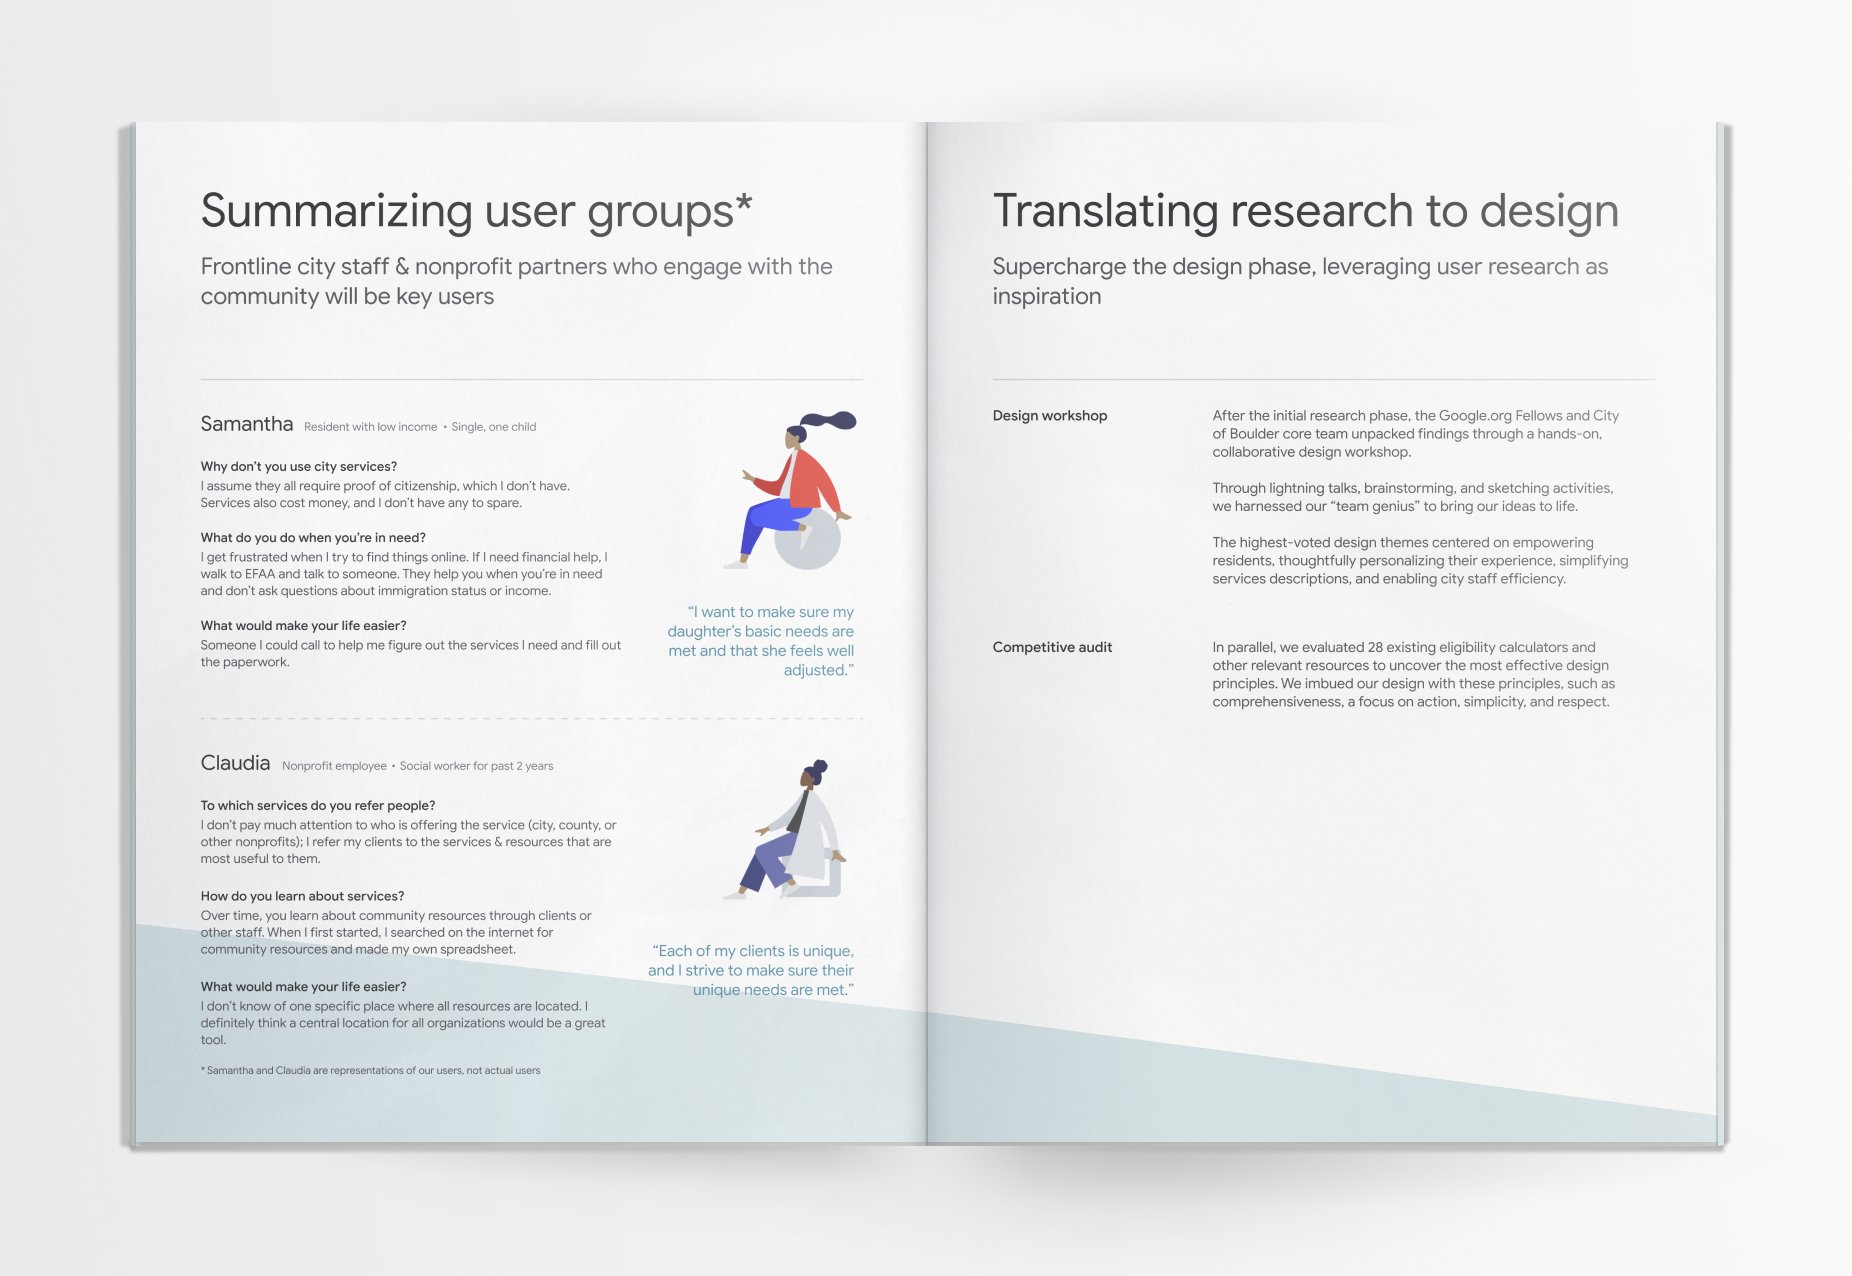 Summarizing user groups*
Frontline city staff & nonprofit partners who engage with the
community will be key users
Samantha Resident with low income • Single, one child
Why don’t you use city services?
I assume they all require proof of citizenship, which I don’t have.
Services also cost money, and I don’t have any to spare.
What do you do when you’re in need?
I get frustrated when I try to find things online. If I need financial help, I
walk to EFAA and talk to someone. They help you when you’re in need
and don’t ask questions about immigration status or income.
What would make your life easier?
Someone I could call to help me figure out the services I need and fill out
the paperwork.
“I want to make sure my
daughter’s basic needs are
met and that she feels well
adjusted.”
Claudia Nonprofit employee • Social worker for past 2 years
To which services do you refer people?
I don’t pay much attention to who is offering the service (city, county, or
other nonprofits); I refer my clients to the services & resources that are
most useful to them.
How do you learn about services?
Over time, you learn about community resources through clients or
other staff. When I first started, I searched on the internet for
community resources and made my own spreadsheet.
What would make your life easier?
I don’t know of one specific place where all resources are located. I
definitely think a central location for all organizations would be a great
tool.
“Each of my clients is unique,
and I strive to make sure their
unique needs are met.”
* Samantha and Claudia are representations of our users, not actual users
Translating research to design
Supercharge the design phase, leveraging user research as
inspiration
Design workshop
After the initial research phase, the Google.org Fellows and City
of Boulder core team unpacked findings through a hands-on,
collaborative design workshop.
Through lightning talks, brainstorming, and sketching activities,
we harnessed our “team genius” to bring our ideas to life.
The highest-voted design themes centered on empowering
residents, thoughtfully personalizing their experience, simplifying
services descriptions, and enabling city staff efficiency.
Competitive audit
In parallel, we evaluated 28 existing eligibility calculators and
other relevant resources to uncover the most effective design
principles. We imbued our design with these principles, such as
comprehensiveness, a focus on action, simplicity, and respect.